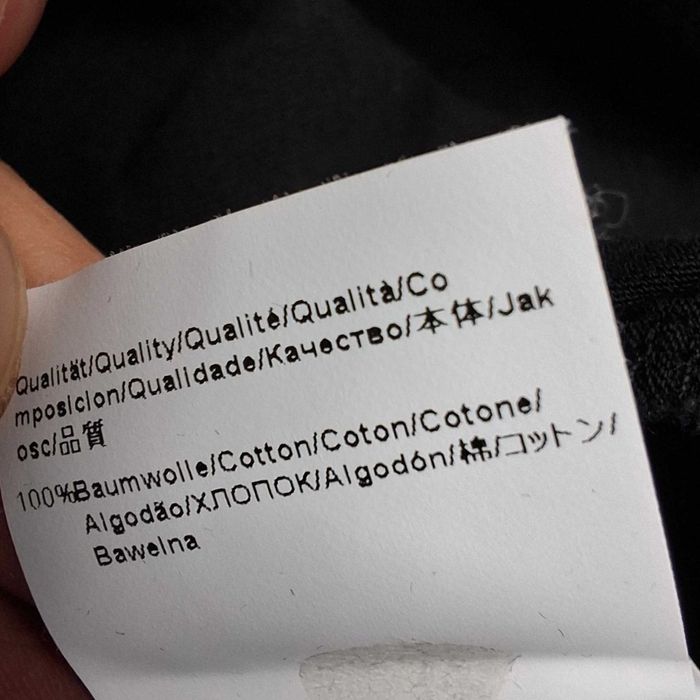 Qualität/Quality/Qualité/Qualità/Co
mposicion/Qualidade/Качество/本体/Jak
osc/品質
100%Baumwolle/Cotton/Coton/Cotone/
Algodão/ХЛОПОК/Algodón/棉/コットン/
Bawelna